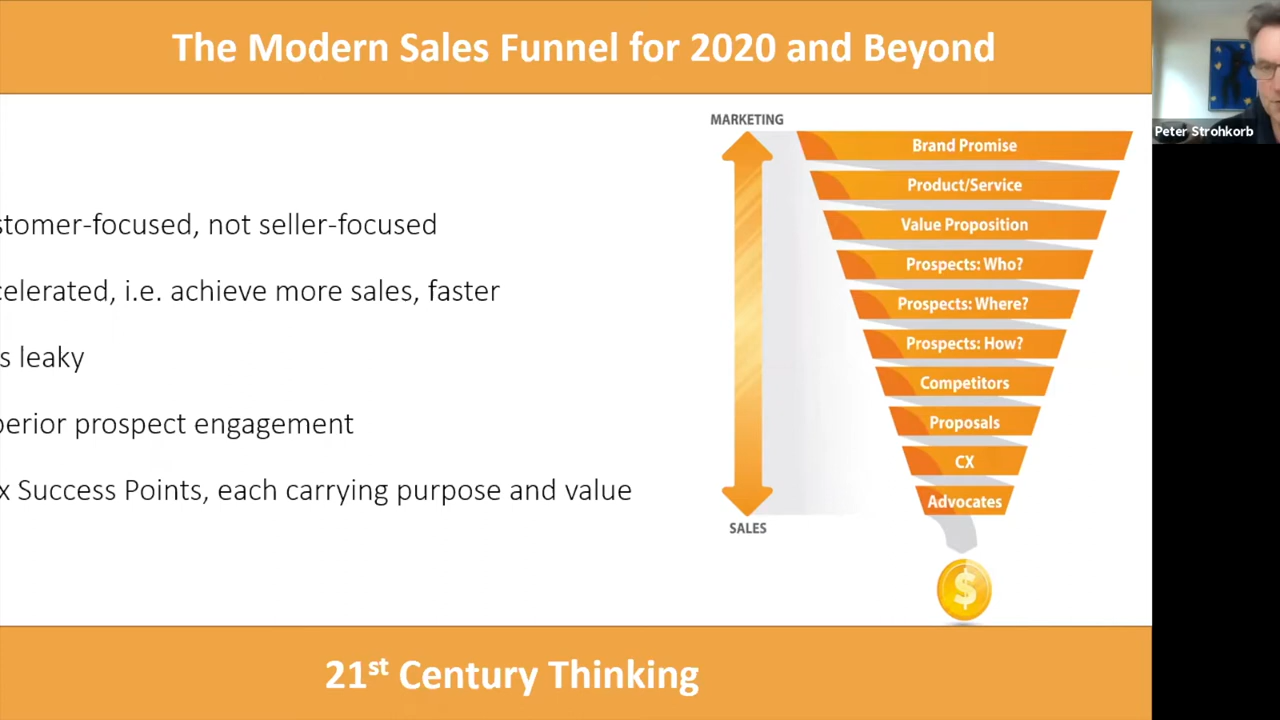 The Modern Sales Funnel for 2020 and Beyond
Peter Strohkorb
stomer-focused, not seller-focused
celerated, i.e. achieve more sales, faster
s leaky
perior prospect engagement
x Success Points, each carrying purpose and value
MARKETING
Brand Promise
Product/Service
Value Proposition
Prospects: Who?
Prospects: Where?
Prospects: How?
Competitors
Proposals
CX
Advocates
SALES
$
21st Century Thinking